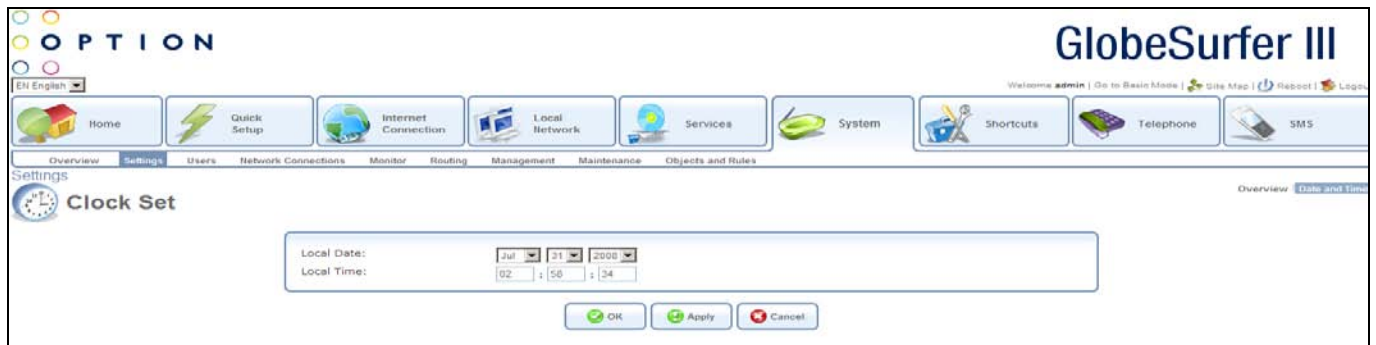 OPTION
GlobeSurfer III
EN English
Welcome admin | Go to Basic Mode | Site Map | Reboot | Logou
Home
Quick Setup
Internet Connection
Local Network
Services
System
Shortcuts
Telephone
SMS
Overview Settings Users Network Connections Monitor Routing Management Maintenance Objects and Rules
Settings
Overview Date and Time
Clock Set
Local Date: Jul 31 2008
Local Time: 02 : 58 : 34
OK Apply Cancel